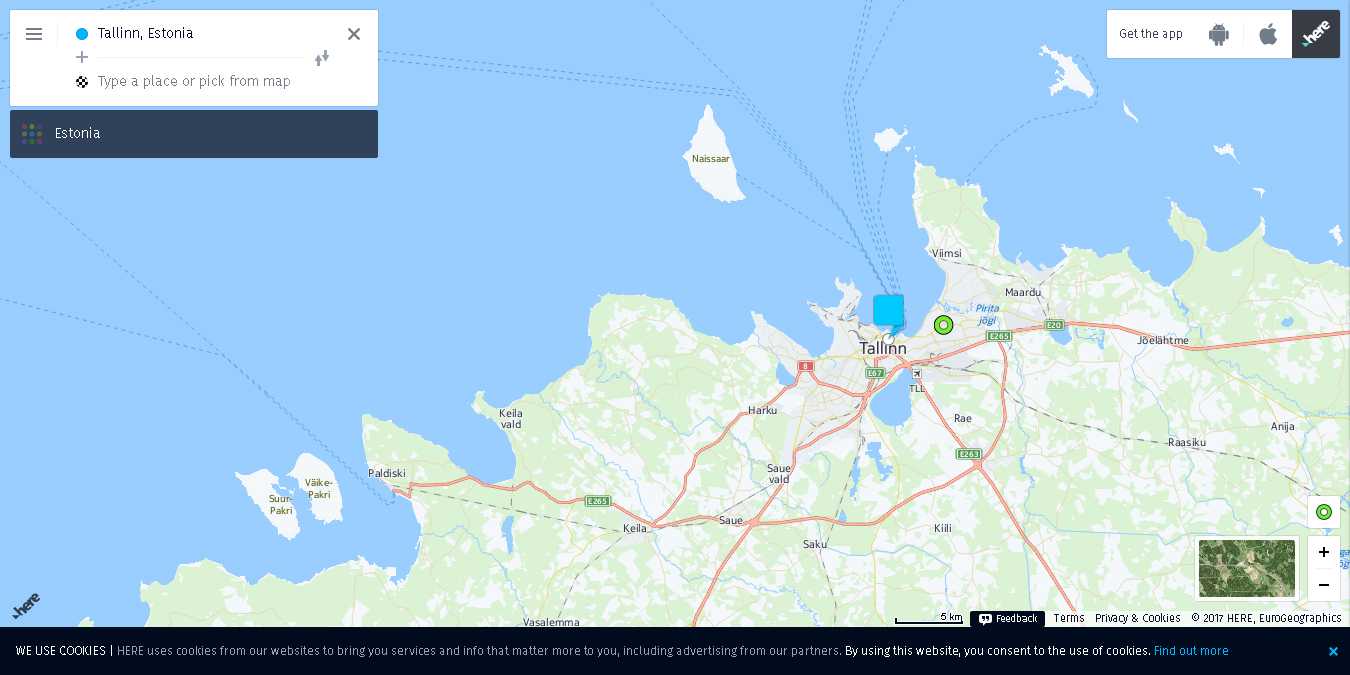 Tallinn, Estonia
Type a place or pick from map
Estonia
Get the app
here
Naissaar
Viimsi
Maardu
Pirita
jõgi
E20
E265
Jõelähtme
Tallinn
8
E67
TLL
Harku
Rae
Keila
vald
Anija
Raasiku
E263
Saue
vald
Paldiski
Väike-
Pakri
Suur-
Pakri
E265
Keila
Saue
Saku
Kiili
here
Vasalemma
5 km
Feedback
Terms
Privacy & Cookies
© 2017 HERE, EuroGeographics
WE USE COOKIES | HERE uses cookies from our websites to bring you services and info that matter more to you, including advertising from our partners. By using this website, you consent to the use of cookies. Find out more